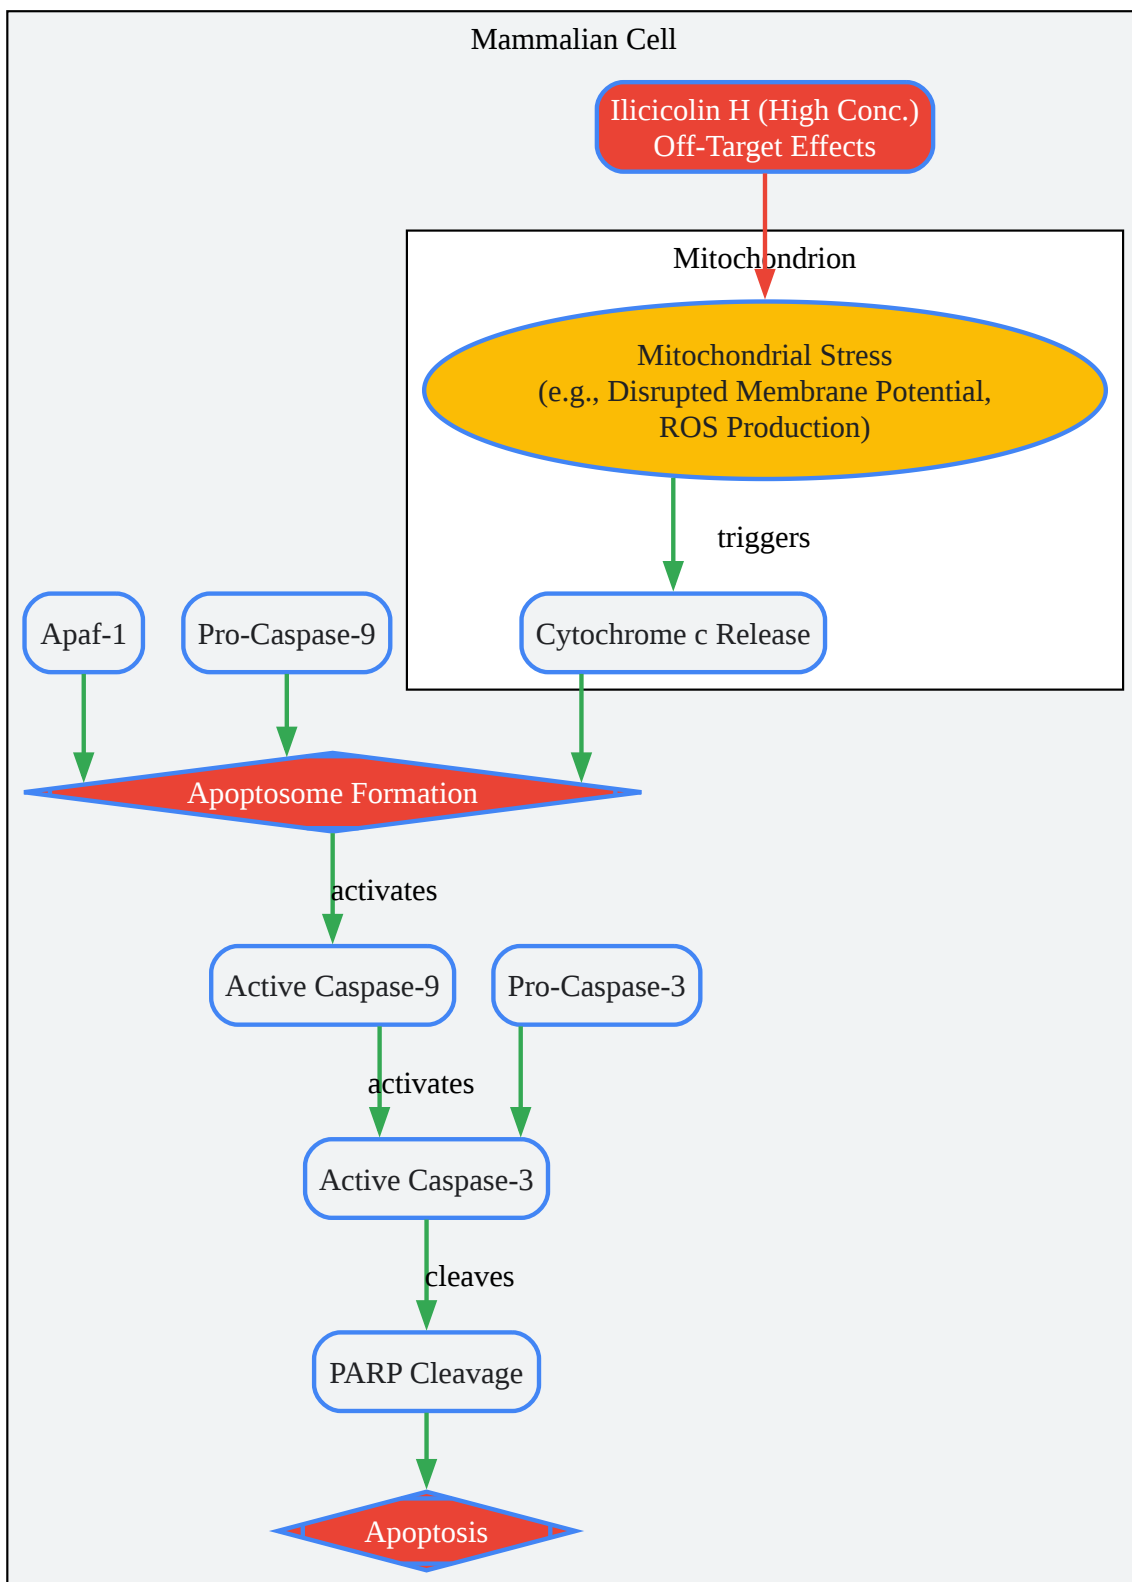 Mammalian Cell
Ilicicolin H (High Conc.)
Off-Target Effects
Mitochondrion
Mitochondrial Stress
(e.g., Disrupted Membrane Potential,
ROS Production)
triggers
Apaf-1
Pro-Caspase-9
Cytochrome c Release
Apoptosome Formation
activates
Active Caspase-9
Pro-Caspase-3
activates
Active Caspase-3
cleaves
PARP Cleavage
Apoptosis